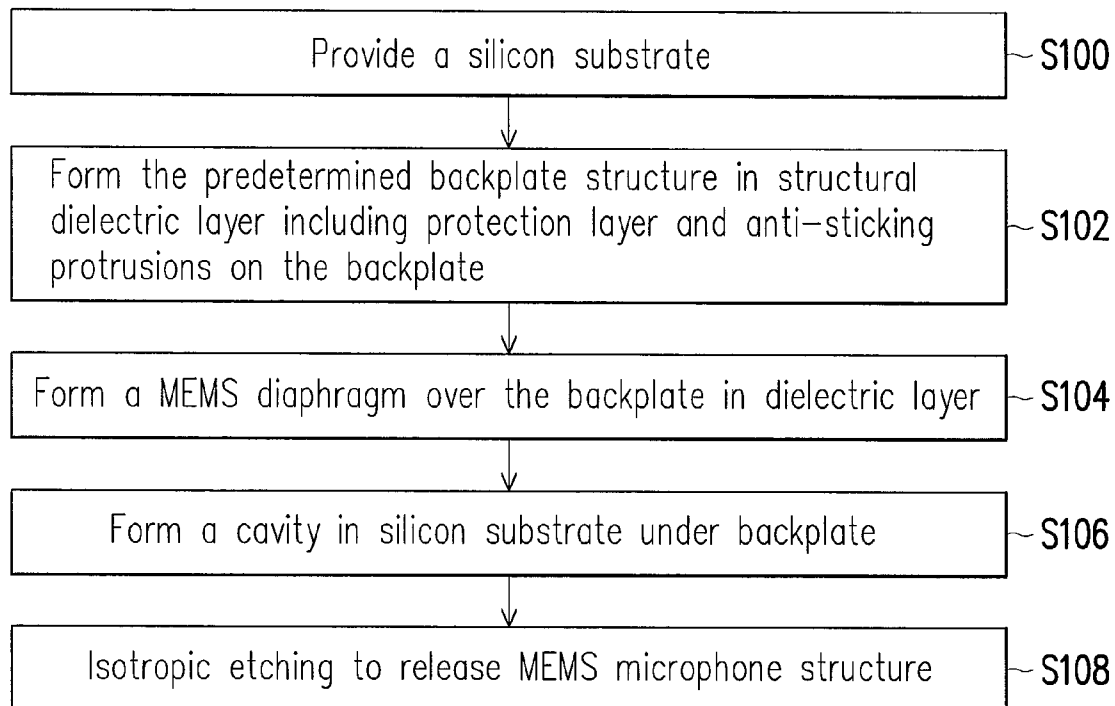 Provide a silicon substrate
S100
Form the predetermined backplate structure in structural
dielectric layer including protection layer and anti-sticking
protrusions on the backplate
S102
Form a MEMS diaphragm over the backplate in dielectric layer
S104
Form a cavity in silicon substrate under backplate
S106
Isotropic etching to release MEMS microphone structure
S108